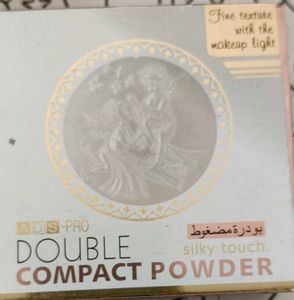 Fine texture
with the
makeup light
ADS-PRO
بودرة مضغوط
DOUBLE
silky touch.
COMPACT POWDER